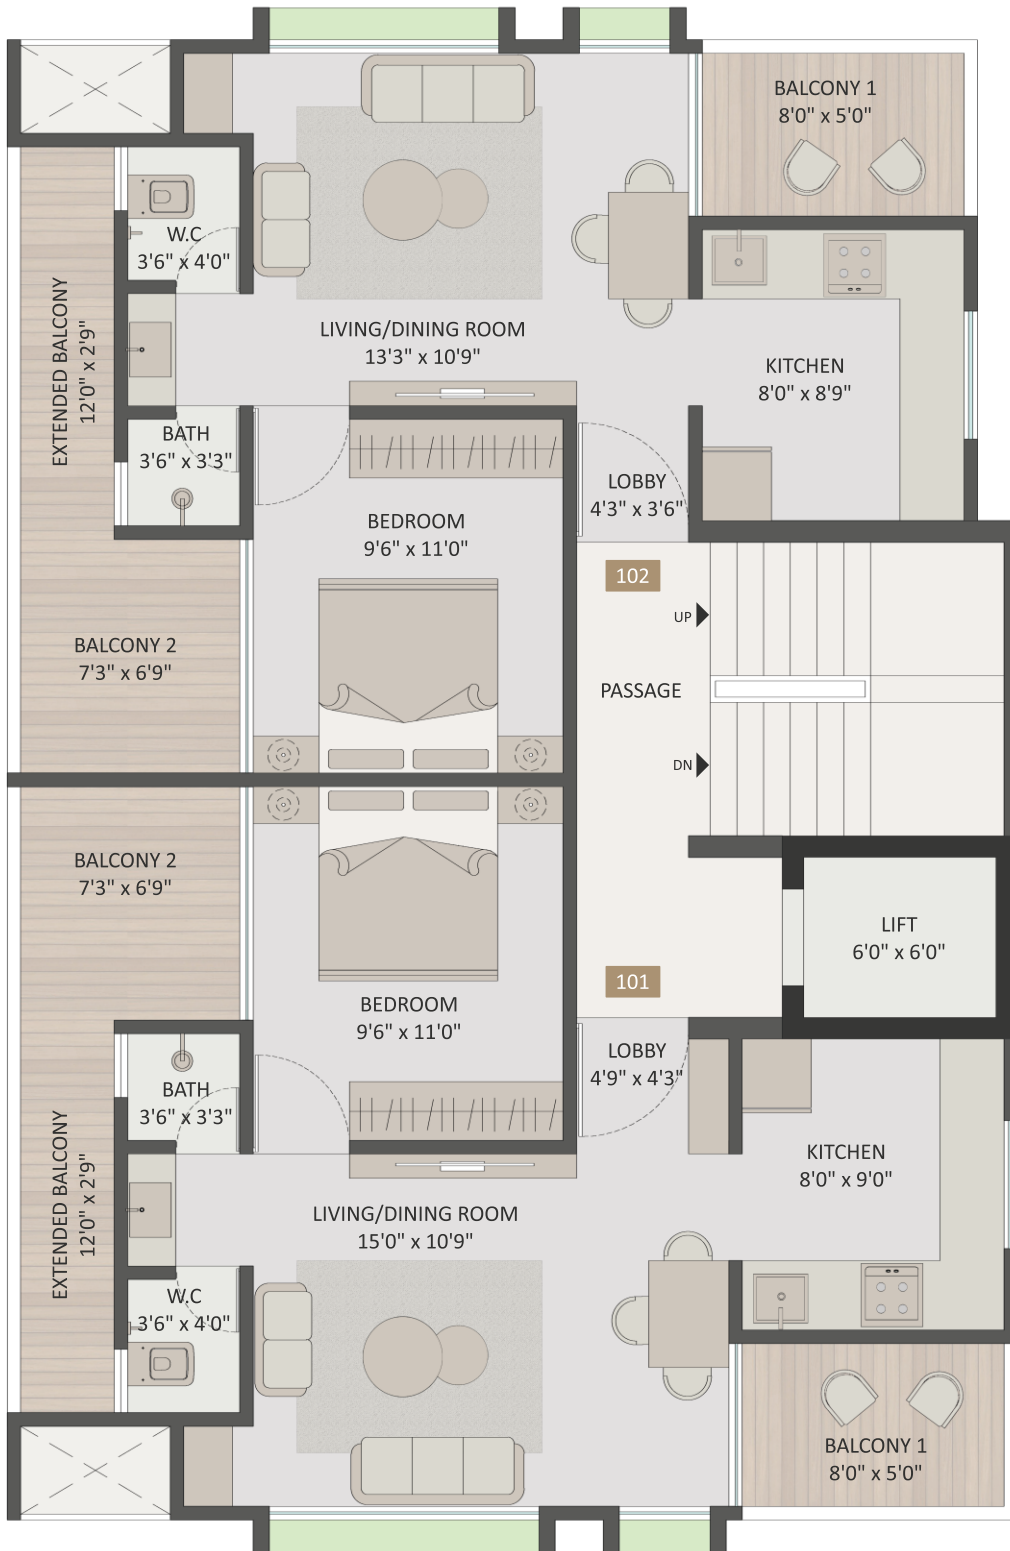 BALCONY 1
8'0" x 5'0"
W.C
3'6" x 4'0"
EXTENDED BALCONY
12'0" x 2'9"
LIVING/DINING ROOM
13'3" x 10'9"
KITCHEN
8'0" x 8'9"
BATH
3'6" x 3'3"
LOBBY
4'3" x 3'6"
BEDROOM
9'6" x 11'0"
102
UP
BALCONY 2
7'3" x 6'9"
PASSAGE
DN
BALCONY 2
7'3" x 6'9"
LIFT
6'0" x 6'0"
101
BEDROOM
9'6" x 11'0"
LOBBY
4'9" x 4'3"
BATH
3'6" x 3'3"
KITCHEN
8'0" x 9'0"
EXTENDED BALCONY
12'0" x 2'9"
LIVING/DINING ROOM
15'0" x 10'9"
W.C
3'6" x 4'0"
BALCONY 1
8'0" x 5'0"